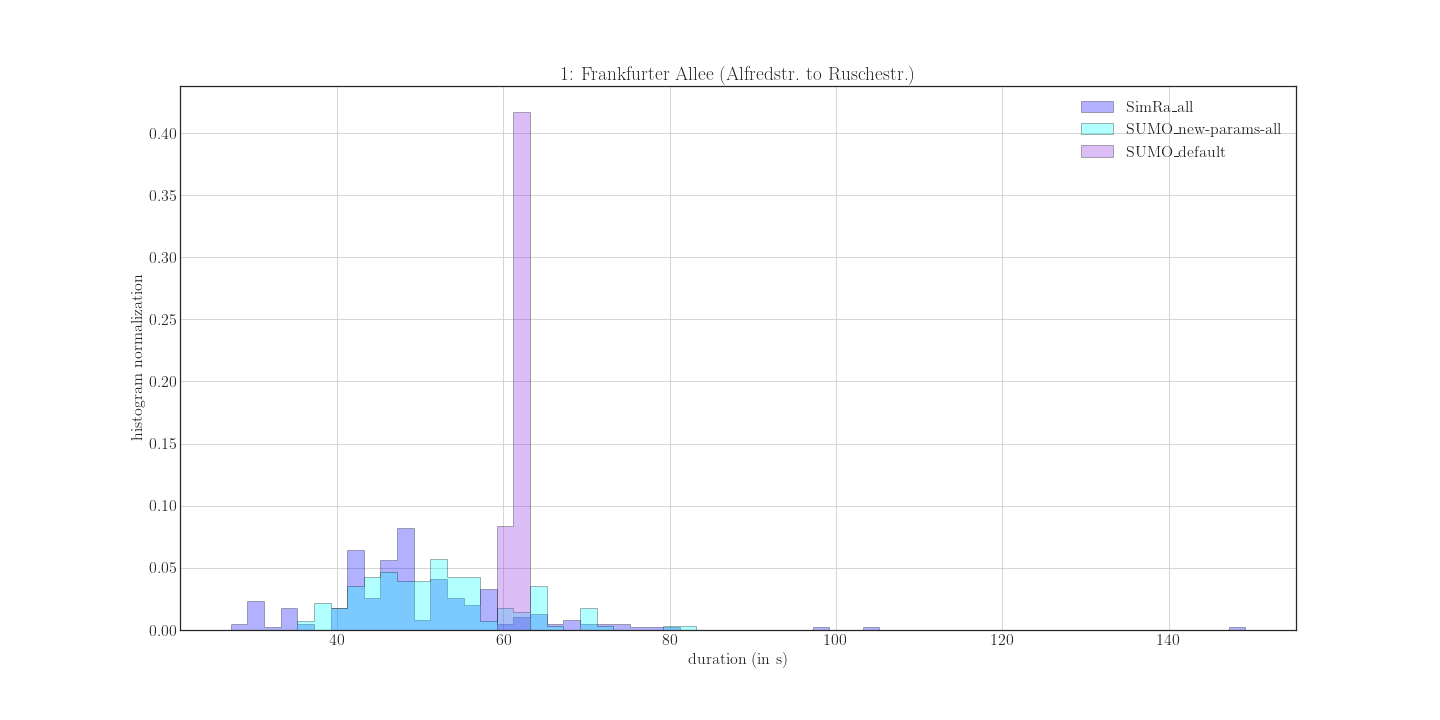 1: Frankfurter Allee (Alfredstr. to Ruschestr.)
SimRa_all
SUMO_new-params-all
SUMO_default
histogram normalization
0.40
0.35
0.30
0.25
0.20
0.15
0.10
0.05
0.00
40 60 80 100 120 140
duration (in s)